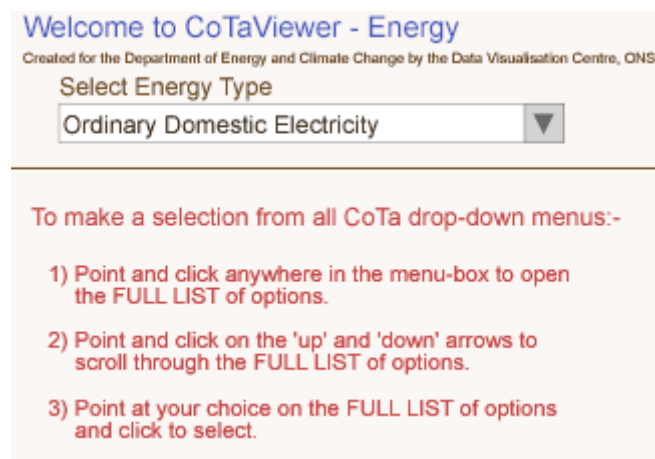 Welcome to CoTaViewer - Energy
Created for the Department of Energy and Climate Change by the Data Visualisation Centre, ONS
Select Energy Type
Ordinary Domestic Electricity
To make a selection from all CoTa drop-down menus:-
1) Point and click anywhere in the menu-box to open
the FULL LIST of options.
2) Point and click on the 'up' and 'down' arrows to
scroll through the FULL LIST of options.
3) Point at your choice on the FULL LIST of options
and click to select.